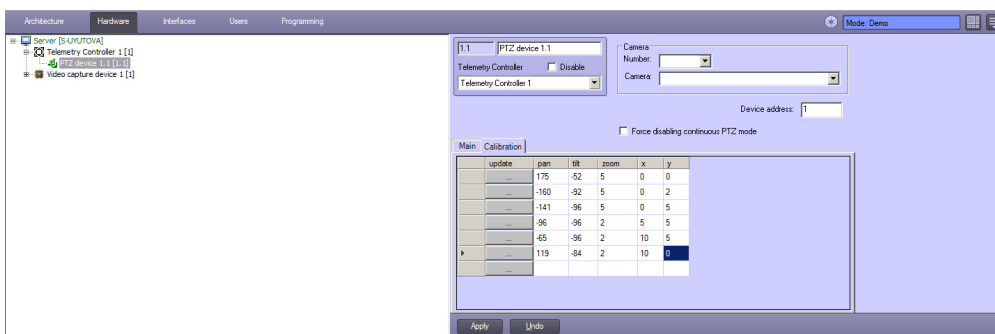 Architecture Hardware Interfaces Users Programming Mode: Demo
Server [S-UYUTOVA]
Telemetry Controller 1 [1]
PTZ device 1.1 [1.1]
Video capture device 1 [1]
1.1 PTZ device 1.1
Telemetry Controller Disable
Telemetry Controller 1
Camera
Number:
Camera:
Device address: 1
Force disabling continuous PTZ mode
Main Calibration
update pan tilt zoom x y
... 175 -52 5 0 0
... -160 -92 5 0 2
... -141 -96 5 0 5
... -96 -96 2 5 5
... -65 -96 2 10 5
... 119 -84 2 10 0
...
Apply Undo